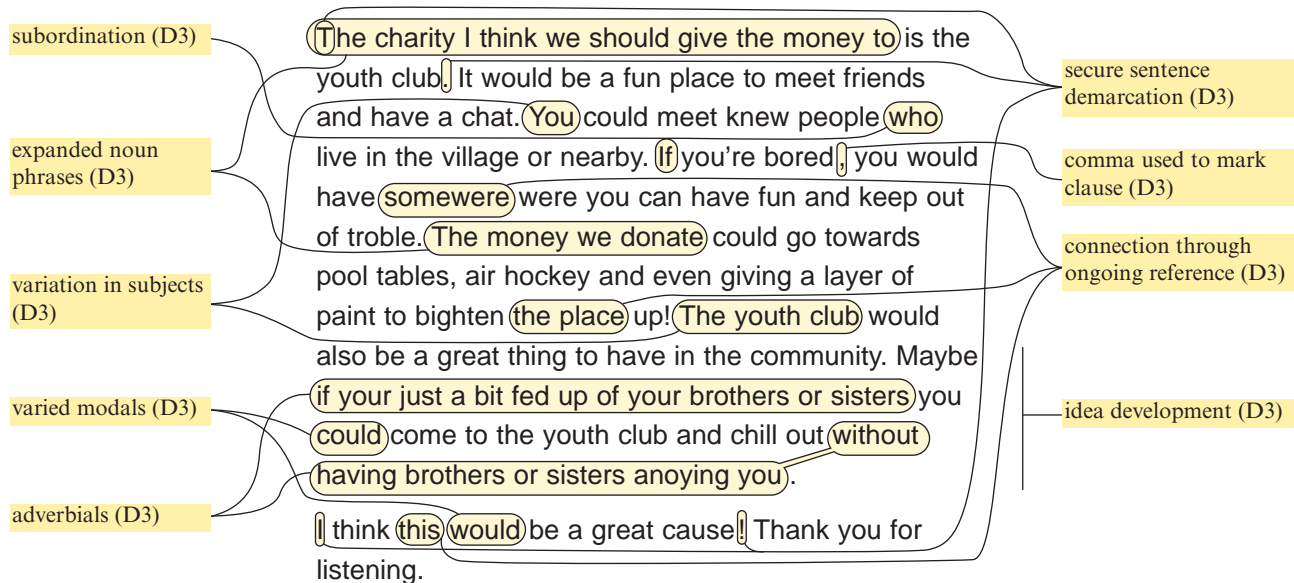 subordination (D3)
expanded noun
phrases (D3)
variation in subjects
(D3)
varied modals (D3)
adverbials (D3)
The charity I think we should give the money to is the
youth club. It would be a fun place to meet friends
and have a chat. You could meet knew people who
live in the village or nearby. If you're bored, you would
have somewere were you can have fun and keep out
of troble. The money we donate could go towards
pool tables, air hockey and even giving a layer of
paint to bighten the place up! The youth club would
also be a great thing to have in the community. Maybe
if your just a bit fed up of your brothers or sisters you
could come to the youth club and chill out without
having brothers or sisters anoying you.
I think this would be a great cause! Thank you for
listening.
secure sentence
demarcation (D3)
comma used to mark
clause (D3)
connection through
ongoing reference (D3)
idea development (D3)